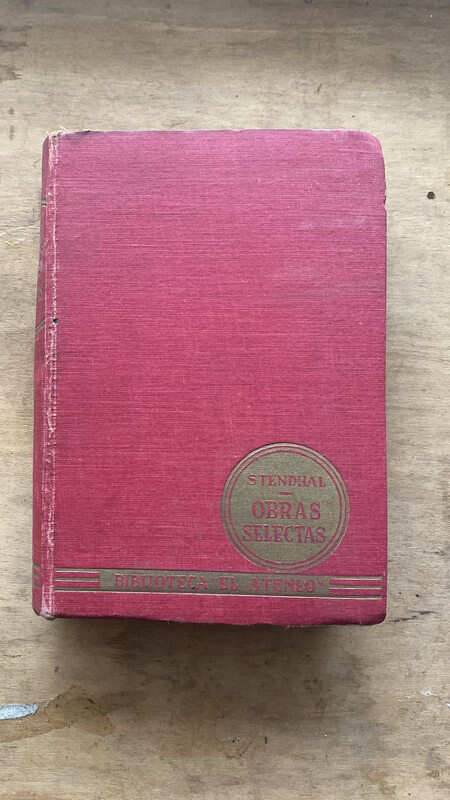 STENDHAL
OBRAS
SELECTAS
"BIBLIOTECA EL ATENEO"